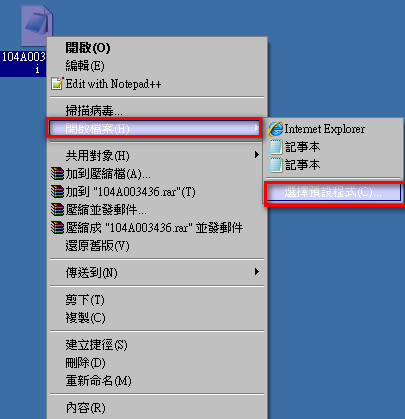 104A003
i
開啟(O)
編輯(E)
Edit with Notepad++
掃描病毒...
開啟檔案(H)
Internet Explorer
記事本
記事本
選擇預設程式(C)...
共用對象(H)
加到壓縮檔(A)...
加到 "104A003436.rar"(T)
壓縮並發郵件...
壓縮成 "104A003436.rar" 並發郵件
還原舊版(V)
傳送到(N)
剪下(T)
複製(C)
建立捷徑(S)
刪除(D)
重新命名(M)
內容(R)